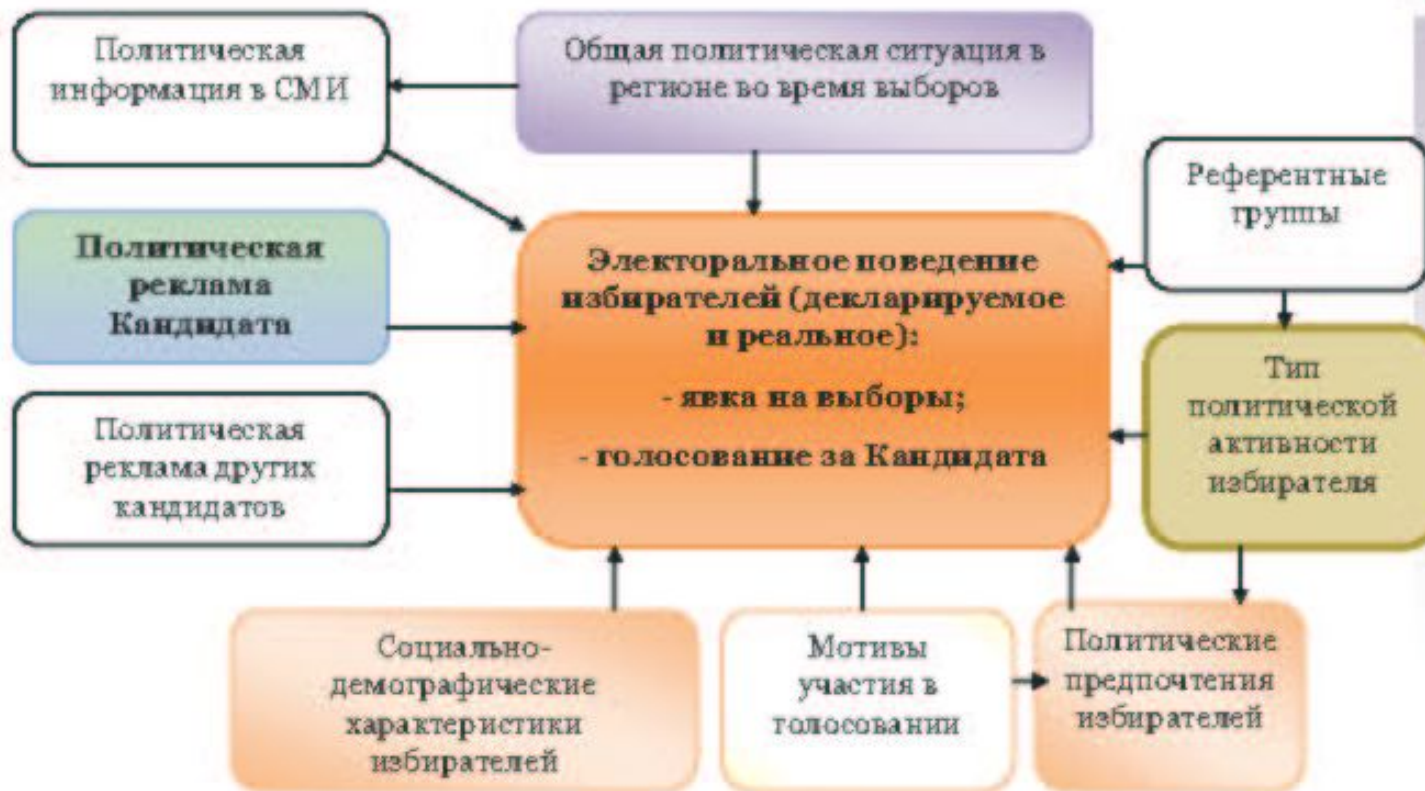 Политическая
информация в СМИ
Общая политическая ситуация в
регионе во время выборов
Референтные
группы
Политическая
реклама
Кандидата
Электоральное поведение
избирателей (декларируемое
и реальное):
- явка на выборы;
- голосование за Кандидата
Тип
политической
активности
избирателя
Политическая
реклама других
кандидатов
Социально-
демографические
характеристики
избирателей
Мотивы
участия в
голосовании
Политические
предпочтения
избирателей